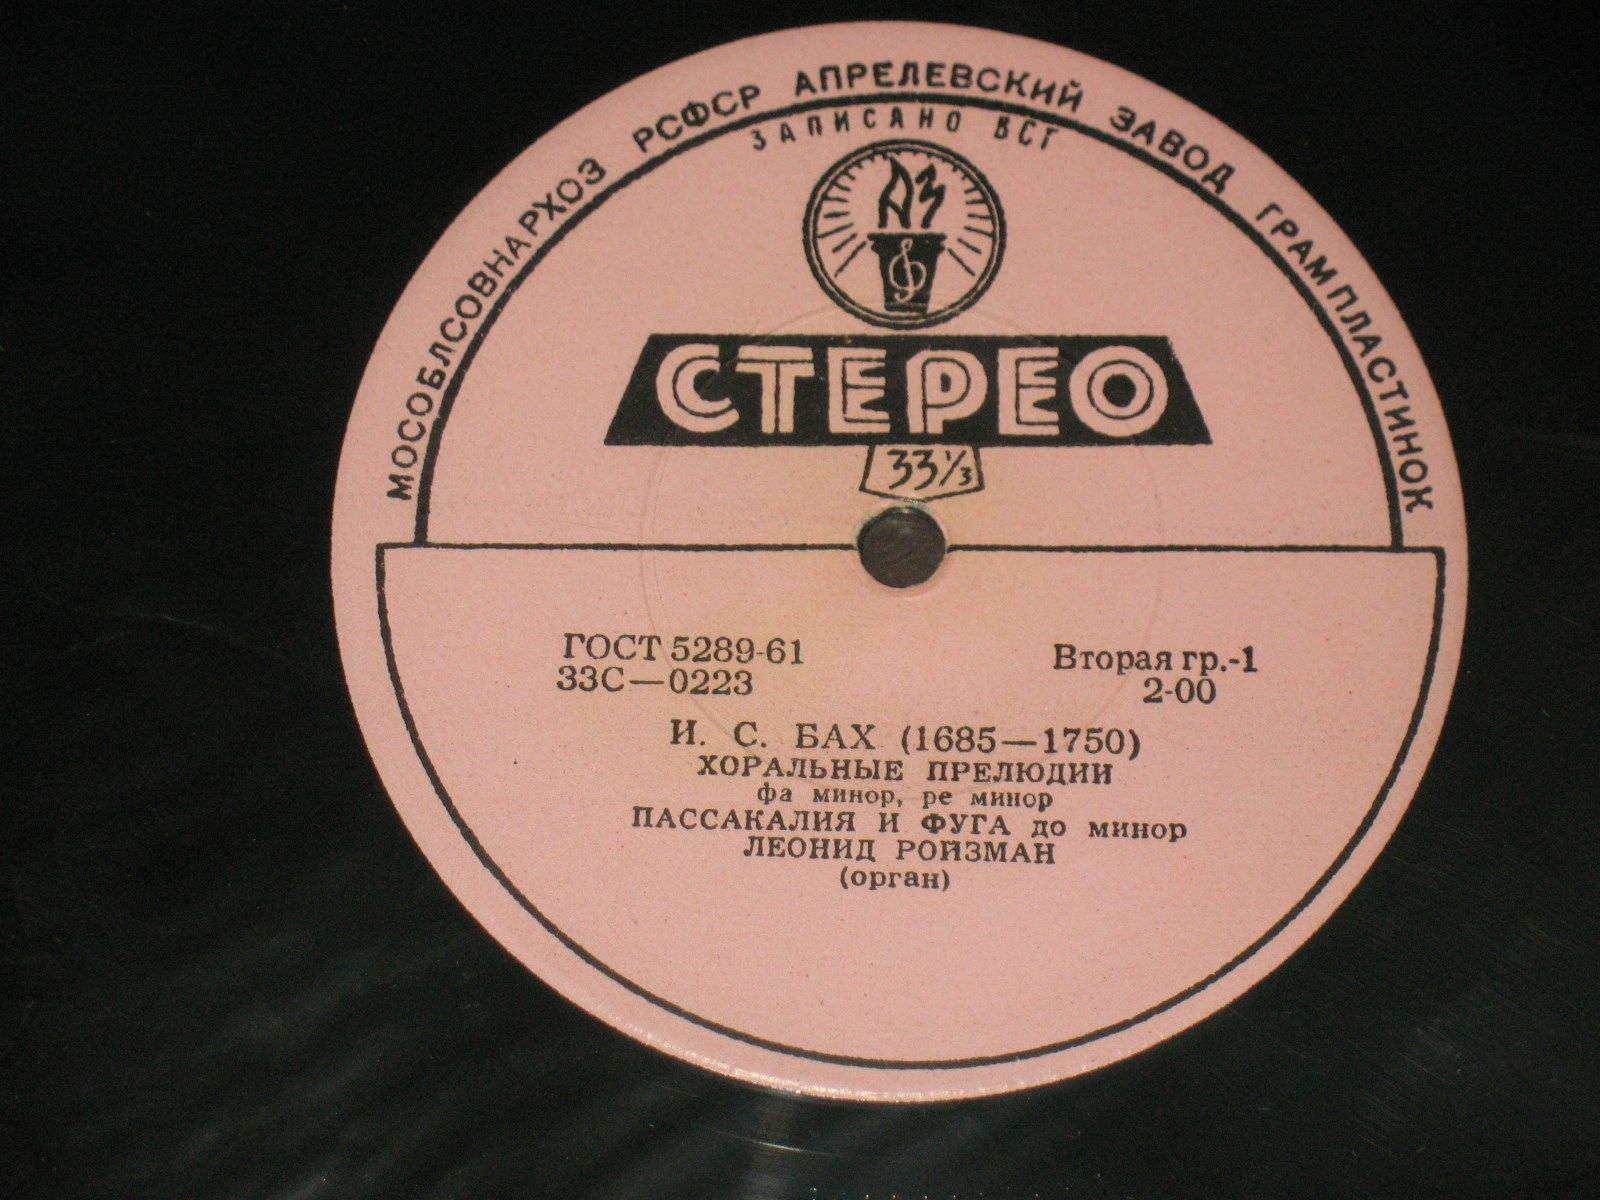 МОСОБЛСОВНАРХОЗ РСФСР АПРЕЛЕВСКИЙ ЗАВОД ГРАМПЛАСТИНОК
ЗАПИСАНО ВСГ
АЗ
СТЕРЕО
33⅓
ГОСТ 5289-61
Вторая гр.-1
33С—0223
2-00
И. С. БАХ (1685—1750)
ХОРАЛЬНЫЕ ПРЕЛЮДИИ
фа минор, ре минор
ПАССАКАЛИЯ И ФУГА до минор
ЛЕОНИД РОЙЗМАН
(орган)